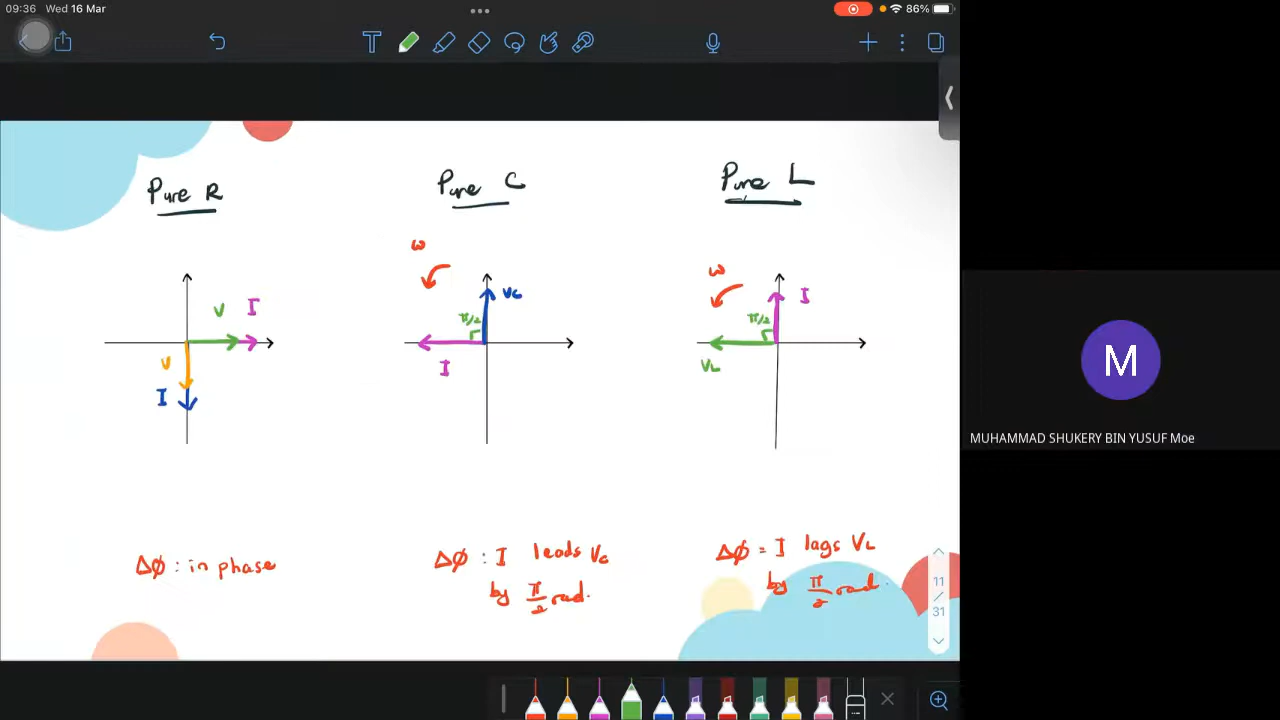 09:36 Wed 16 Mar
86%
T
Pure R
Pure C
Pure L
V I
V
I
ω
Vc
π/2
I
ω
I
π/2
VL
Δφ : in phase
Δφ : I leads Vc
by π/2 rad.
Δφ = I lags VL
by π/2 rad.
11
/
31
M
MUHAMMAD SHUKERY BIN YUSUF Moe